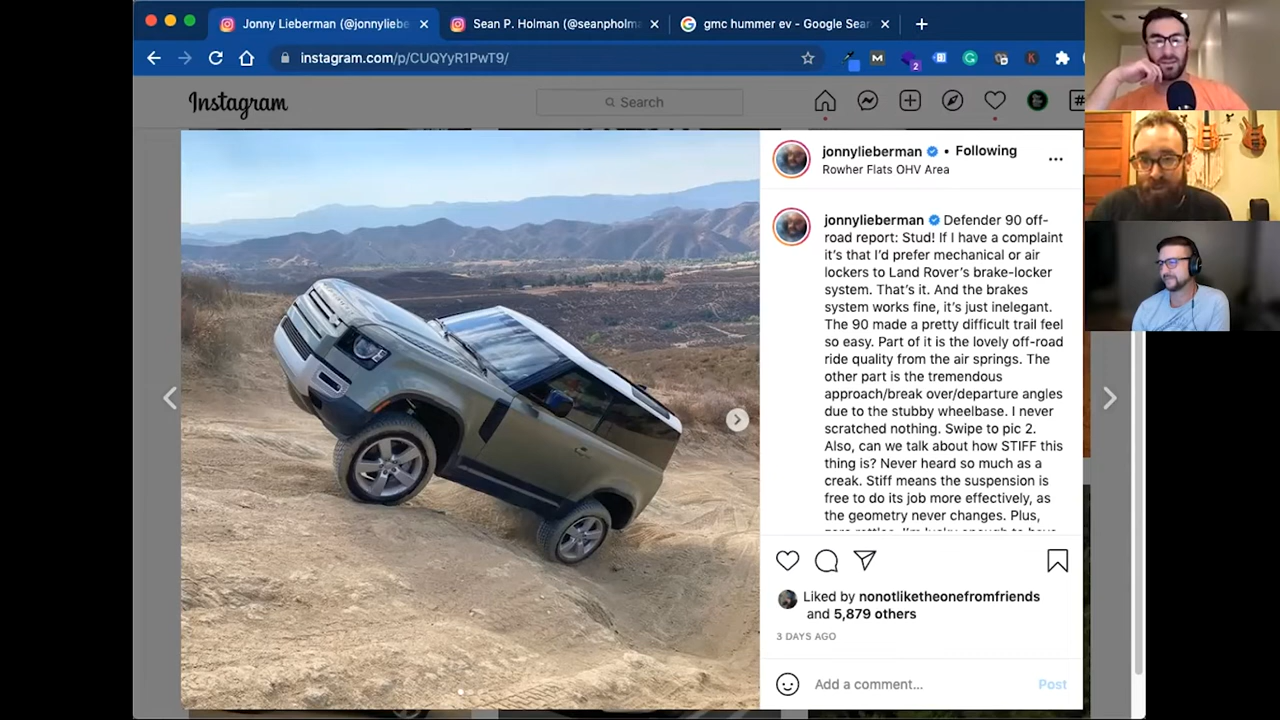 Jonny Lieberman (@jonnyliebe
Sean P. Holman (@seanpholm
gmc hummer ev - Google Sear
instagram.com/p/CUQYyR1PwT9/
2
Instagram
Search
jonnylieberman • Following
Rowher Flats OHV Area
jonnylieberman Defender 90 off-
road report: Stud! If I have a complaint
it's that I'd prefer mechanical or air
lockers to Land Rover's brake-locker
system. That's it. And the brakes
system works fine, it's just inelegant.
The 90 made a pretty difficult trail feel
so easy. Part of it is the lovely off-road
ride quality from the air springs. The
other part is the tremendous
approach/break over/departure angles
due to the stubby wheelbase. I never
scratched nothing. Swipe to pic 2.
Also, can we talk about how STIFF this
thing is? Never heard so much as a
creak. Stiff means the suspension is
free to do its job more effectively, as
the geometry never changes. Plus,
Liked by nonotliketheonefromfriends
and 5,879 others
3 DAYS AGO
Add a comment...
Post